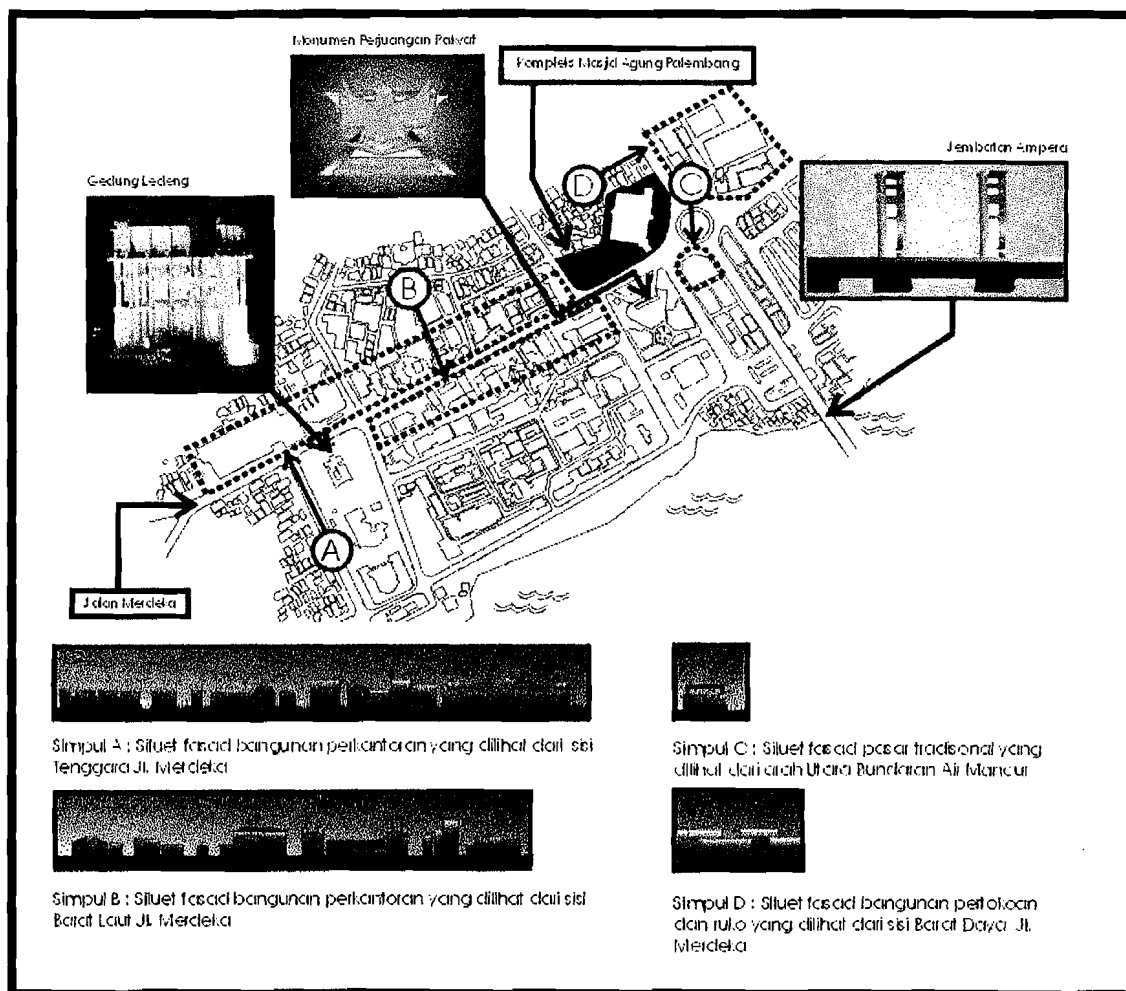 Monumen Perjuangan Rakyat
Kompleks Masjid Agung Palembang
Jembatan Ampera
Gedung Ledeng
D
C
B
A
Jalan Merdeka
Simpul A : Siluet fasad bangunan perkantoran yang dilihat dari sisi
Tenggara Jl. Merdeka
Simpul C : Siluet fasad pasar tradisonal yang
dilihat dari arah Utara Bundaran Air Mancur
Simpul B : Siluet fasad bangunan perkantoran yang dilihat dari sisi
Barat Laut Jl. Merdeka
Simpul D : Siluet fasad bangunan pertokoan
dan ruko yang dilihat dari sisi Barat Daya Jl.
Merdeka